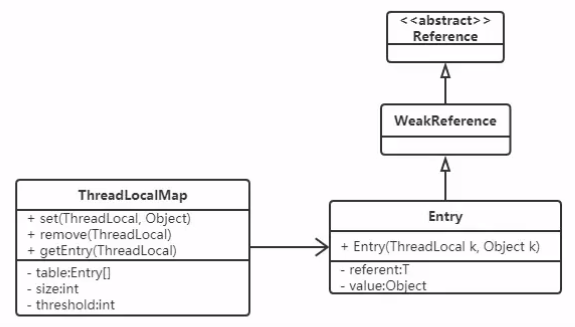 <<abstract>>
Reference
WeakReference
ThreadLocalMap
+ set(ThreadLocal, Object)
+ remove(ThreadLocal)
+ getEntry(ThreadLocal)
- table:Entry[]
- size:int
- threshold:int
Entry
+ Entry(ThreadLocal k, Object k)
- referent:T
- value:Object